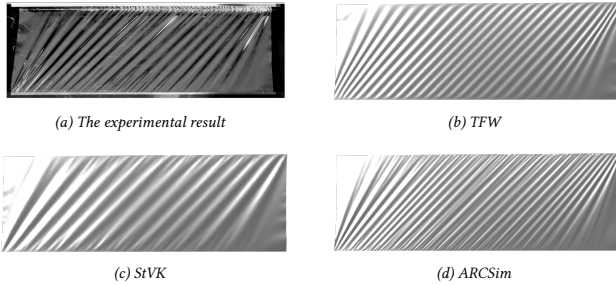 (a) The experimental result
(b) TFW
(c) StVK
(d) ARCSim